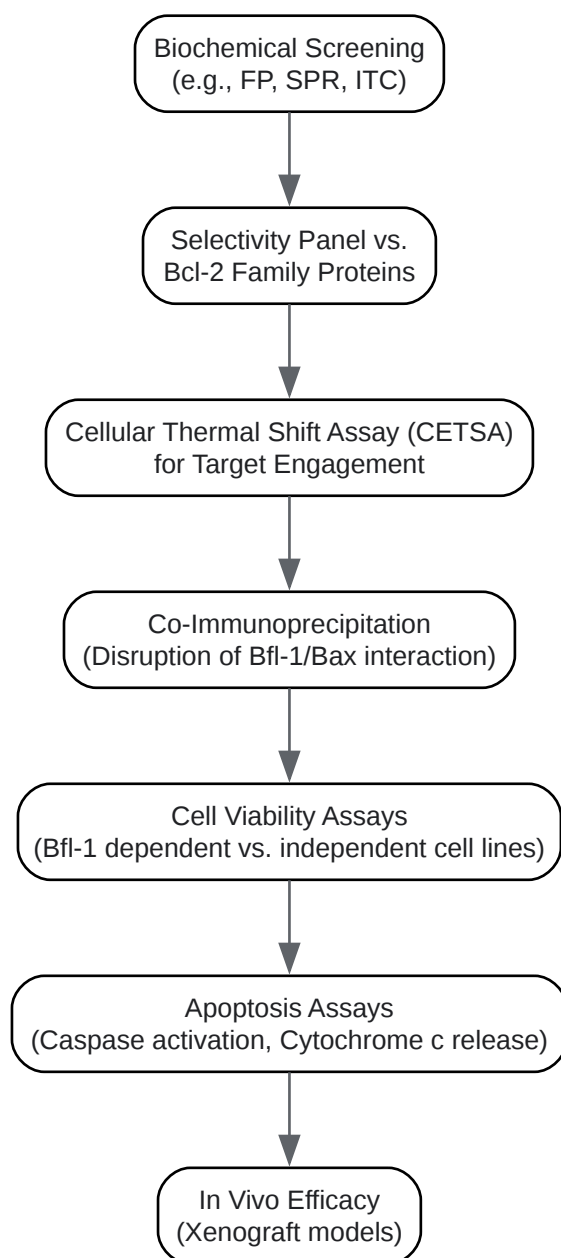 Biochemical Screening
(e.g., FP, SPR, ITC)
Selectivity Panel vs.
Bcl-2 Family Proteins
Cellular Thermal Shift Assay (CETSA)
for Target Engagement
Co-Immunoprecipitation
(Disruption of Bfl-1/Bax interaction)
Cell Viability Assays
(Bfl-1 dependent vs. independent cell lines)
Apoptosis Assays
(Caspase activation, Cytochrome c release)
In Vivo Efficacy
(Xenograft models)